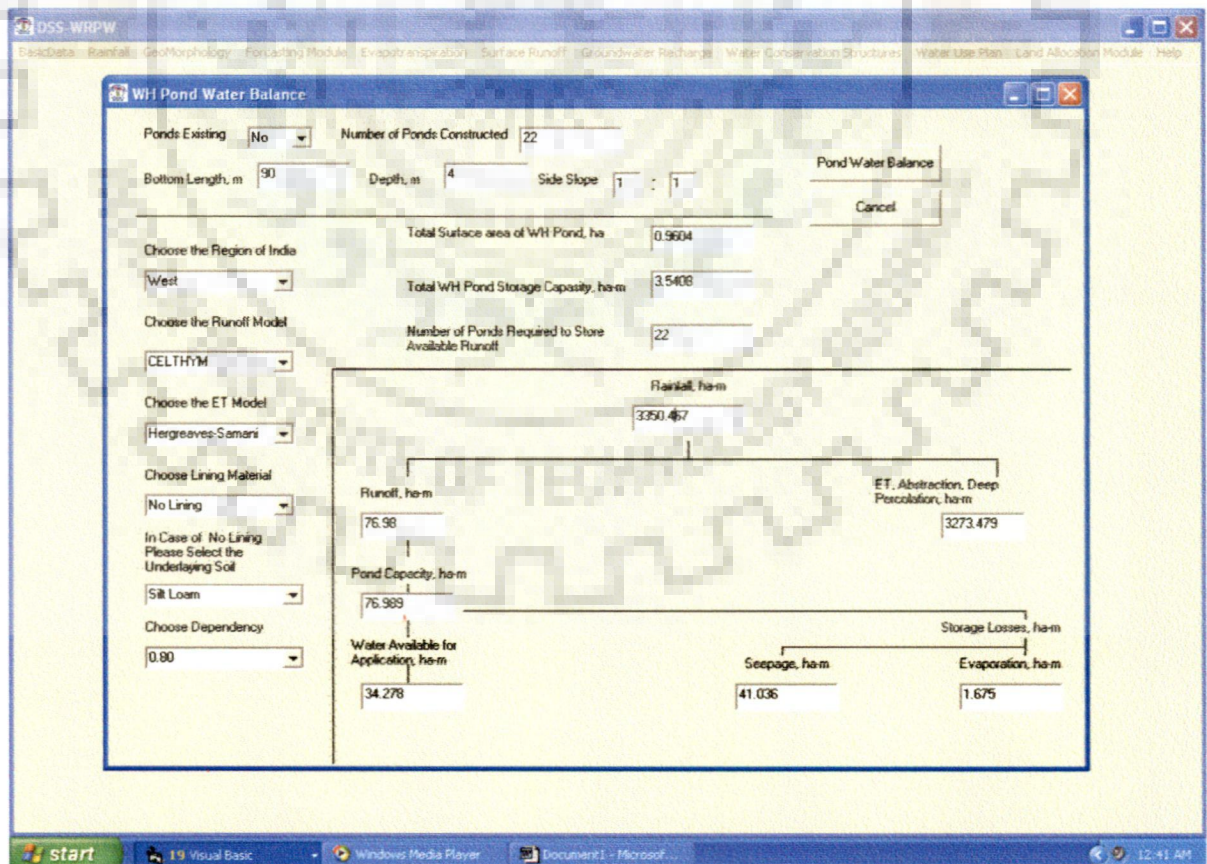 DSS-WRPW
BasicData Rainfall GeoMorphology Forcasting Module Evapotranspiration Surface Runoff Groundwater Recharge Water Conservation Structures Water Use Plan Land Allocation Module Help
WH Pond Water Balance
Ponds Existing No Number of Ponds Constructed 22
Bottom Length, m 90 Depth, m 4 Side Slope 1 : 1
Pond Water Balance
Cancel
Total Surface area of WH Pond, ha 0.9604
Choose the Region of India
West
Total WH Pond Storage Capacity, ha-m 3.5408
Choose the Runoff Model
CELTHYM
Number of Ponds Required to Store
Available Runoff 22
Choose the ET Model
Hergreaves-Samani
Choose Lining Material
No Lining
In Case of No Lining
Please Select the
Underlaying Soil
Silt Loam
Choose Dependency
0.80
Rainfall, ha-m
3350.467
Runoff, ha-m
76.98
ET, Abstraction, Deep
Percolation, ha-m
3273.479
Pond Capacity, ha-m
76.989
Storage Losses, ha-m
Water Available for
Application, ha-m
34.278
Seepage, ha-m
41.036
Evaporation, ha-m
1.675
start 19 Visual Basic Windows Media Player Document1 - Microsof... 12:41 AM